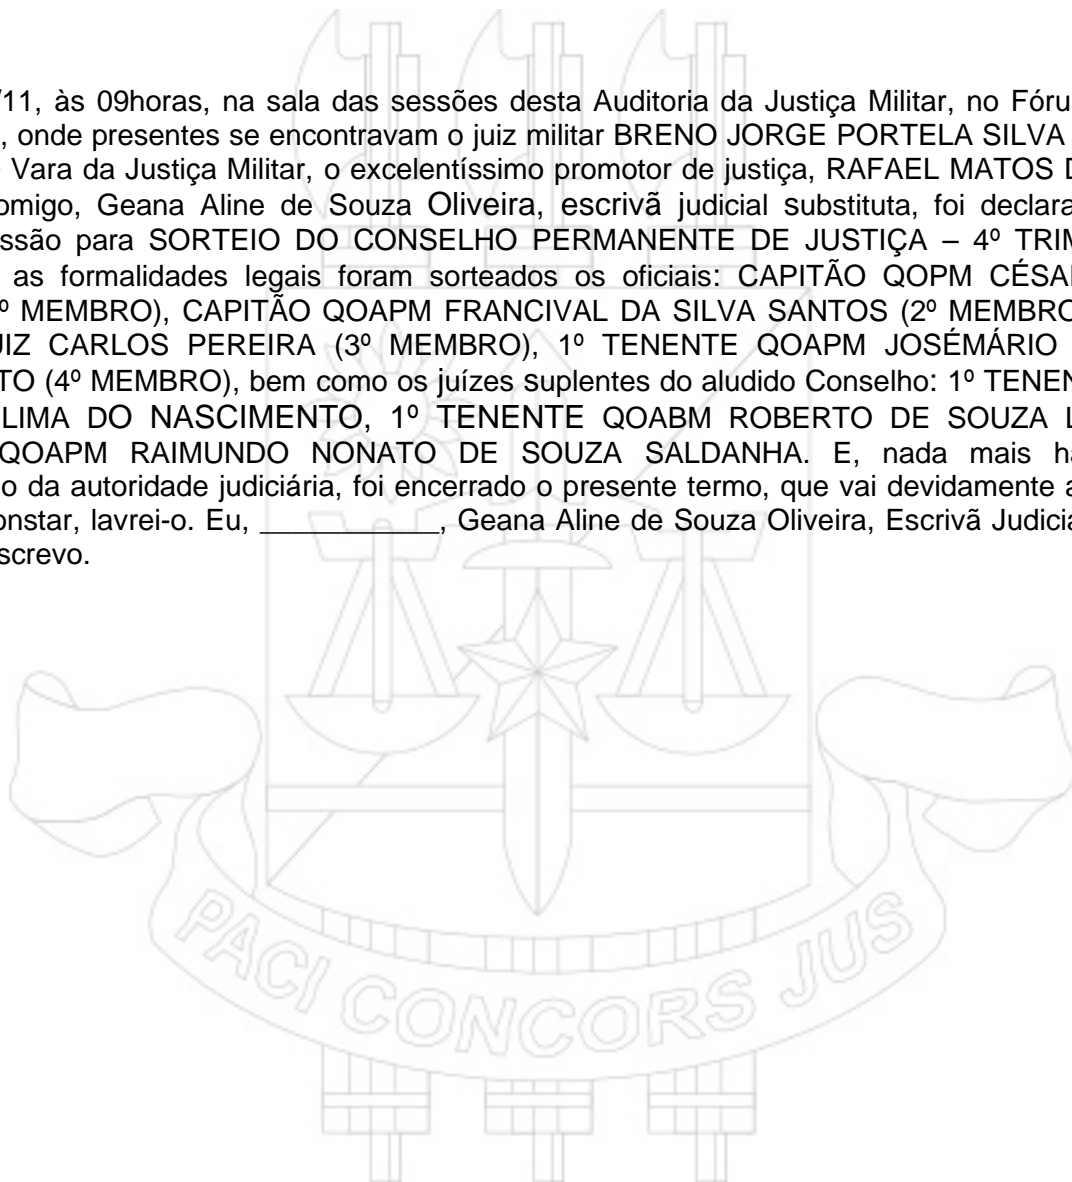 /11, às 09horas, na sala das sessões desta Auditoria da Justiça Militar, no Fóru
, onde presentes se encontravam o juiz militar BRENO JORGE PORTELA SILVA
Vara da Justiça Militar, o excelentíssimo promotor de justiça, RAFAEL MATOS D
omigo, Geana Aline de Souza Oliveira, escrivã judicial substituta, foi declara
ssão para SORTEIO DO CONSELHO PERMANENTE DE JUSTIÇA – 4º TRIM
as formalidades legais foram sorteados os oficiais: CAPITÃO QOPM CÉSA
º MEMBRO), CAPITÃO QOAPM FRANCIVAL DA SILVA SANTOS (2º MEMBRO
UIZ CARLOS PEREIRA (3º MEMBRO), 1º TENENTE QOAPM JOSÉMÁRIO
TO (4º MEMBRO), bem como os juízes suplentes do aludido Conselho: 1º TENEN
LIMA DO NASCIMENTO, 1º TENENTE QOABM ROBERTO DE SOUZA L
QOAPM RAIMUNDO NONATO DE SOUZA SALDANHA. E, nada mais ha
o da autoridade judiciária, foi encerrado o presente termo, que vai devidamente a
onstar, lavrei-o. Eu, ___________, Geana Aline de Souza Oliveira, Escrivã Judicia
screvo.
PACI CONCORS JUS